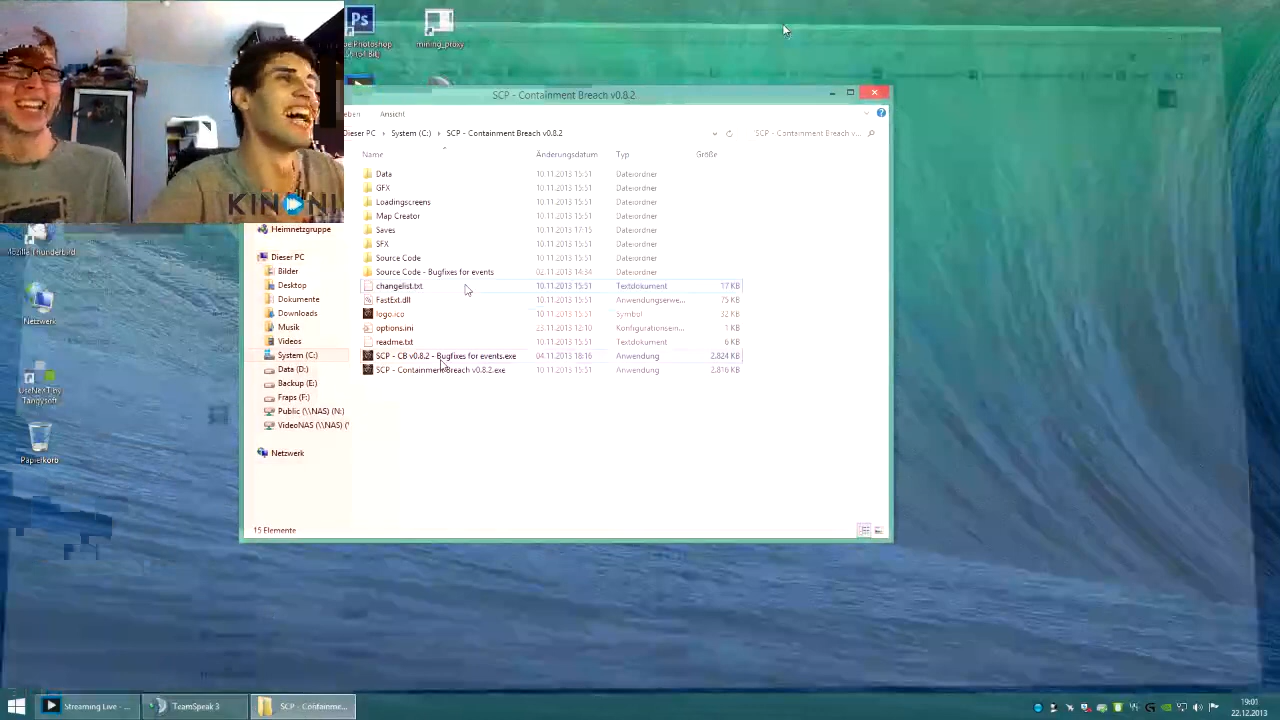 mining_proxy
KINONI
SCP - Containment Breach v0.8.2
Ansicht
Dieser PC
System (C:)
SCP - Containment Breach v0.8.2
SCP - Containment Breach v...
Name
Änderungsdatum
Typ
Größe
Data
10.11.2013 15:51
Dateiordner
GFX
10.11.2013 15:51
Dateiordner
Loadingscreens
10.11.2013 15:51
Dateiordner
Map Creator
10.11.2013 15:51
Dateiordner
Saves
10.11.2013 17:15
Dateiordner
SFX
10.11.2013 15:51
Dateiordner
Source Code
10.11.2013 15:51
Dateiordner
Source Code - Bugfixes for events
02.11.2013 14:34
Dateiordner
changelist.txt
10.11.2013 15:51
Textdokument
17 KB
FastExt.dll
10.11.2013 15:51
Anwendungserwe...
75 KB
logo.ico
10.11.2013 15:51
Symbol
32 KB
options.ini
23.11.2013 12:10
Konfigurationsein...
1 KB
readme.txt
10.11.2013 15:51
Textdokument
6 KB
SCP - CB v0.8.2 - Bugfixes for events.exe
04.11.2013 18:16
Anwendung
2.824 KB
SCP - Containment Breach v0.8.2.exe
10.11.2013 15:51
Anwendung
2.816 KB
Heimnetzgruppe
Dieser PC
Bilder
Desktop
Dokumente
Downloads
Musik
Videos
System (C:)
Data (D:)
Backup (E:)
Fraps (F:)
Public (\\NAS) (N:)
VideoNAS (\\NAS) (
Netzwerk
15 Elemente
Mozilla Thunderbird
Netzwerk
UseNeXT by
Tangysoft
Papierkorb
Streaming Live - ...
TeamSpeak 3
SCP - Containme...
19:01
22.12.2013